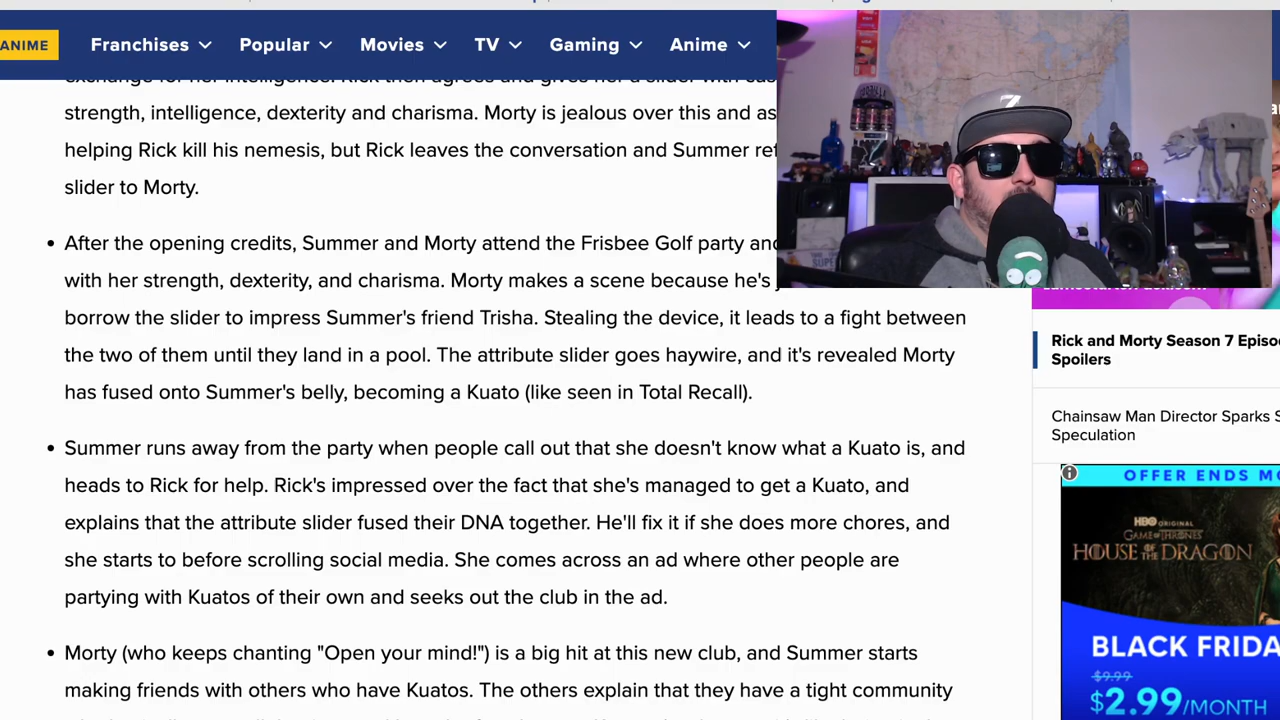 ANIME
Franchises Popular Movies TV Gaming Anime
strength, intelligence, dexterity and charisma. Morty is jealous over this and as
helping Rick kill his nemesis, but Rick leaves the conversation and Summer ref
slider to Morty.
• After the opening credits, Summer and Morty attend the Frisbee Golf party and
with her strength, dexterity, and charisma. Morty makes a scene because he's
borrow the slider to impress Summer's friend Trisha. Stealing the device, it leads to a fight between
the two of them until they land in a pool. The attribute slider goes haywire, and it's revealed Morty
has fused onto Summer's belly, becoming a Kuato (like seen in Total Recall).
• Summer runs away from the party when people call out that she doesn't know what a Kuato is, and
heads to Rick for help. Rick's impressed over the fact that she's managed to get a Kuato, and
explains that the attribute slider fused their DNA together. He'll fix it if she does more chores, and
she starts to before scrolling social media. She comes across an ad where other people are
partying with Kuatos of their own and seeks out the club in the ad.
• Morty (who keeps chanting "Open your mind!") is a big hit at this new club, and Summer starts
making friends with others who have Kuatos. The others explain that they have a tight community
Rick and Morty Season 7 Episo
Spoilers
Chainsaw Man Director Sparks S
Speculation
OFFER ENDS MO
HBO ORIGINAL
GAME OF THRONES
HOUSE OF THE DRAGON
BLACK FRIDA
$9.99
$2.99/MONTH